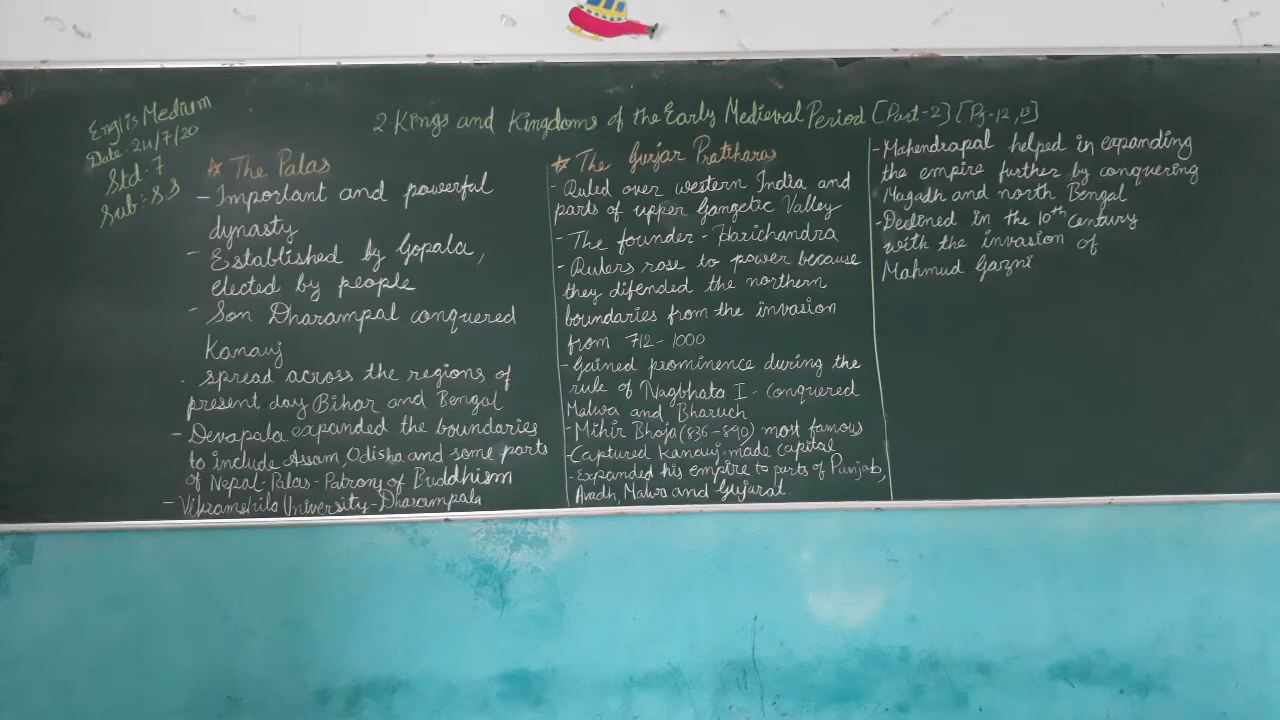 Englis Medium
Date-24/7/20
Std-7
Sub:-SS
2 Kings and Kingdoms of the Early Medieval Period [Part-2] [Pg-12, 13]
* The Palas
- Important and powerful
dynasty
- Established by Gopala,
elected by people
- Son Dharampal conquered
Kanauj
. spread across the regions of
present day Bihar and Bengal
- Devapala expanded the boundaries
to include Assam, Odisha and some parts
of Nepal-Palas-Patrony of Buddhism
- Vikramshila University-Dharampala
* The Gurjar Pratiharas
- Ruled over western India and
parts of upper Gangetic Valley
- The founder - Harichandra
- Rulers rose to power because
they difended the northern
boundaries from the invasion
from 712-1000
- Gained prominence during the
rule of Nagbhata I - conquered
Malwa and Bharuch
- Mihir Bhoja (836-890) most famous
- Captured Kanauj-made capital
- Expanded his empire to parts of Punjab,
Avadh, Malwa and Gujarat
- Mahendrapal helped in expanding
the empire further by conquering
Magadh and north Bengal
- Declined in the 10th Century
with the invasion of
Mahmud Gazni